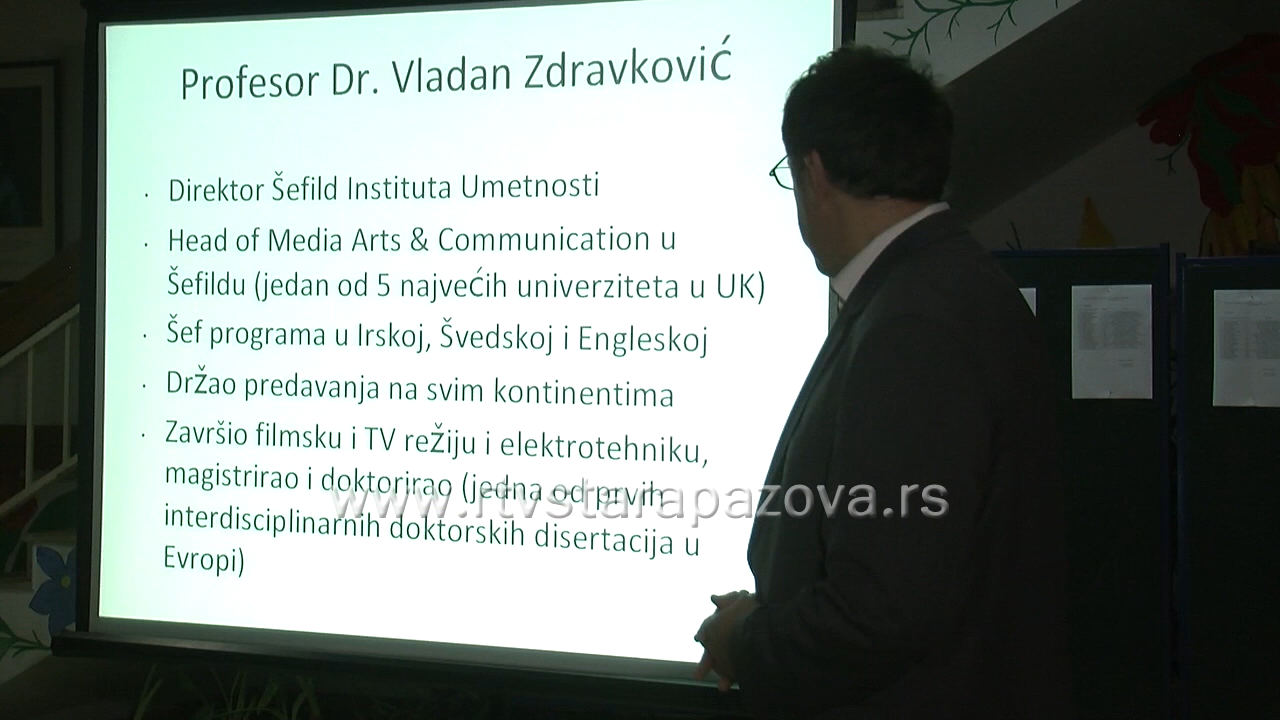 Profesor Dr. Vladan Zdravković
· Direktor Šefild Instituta Umetnosti
· Head of Media Arts & Communication u
Šefildu (jedan od 5 najvećih univerziteta u UK)
· Šef programa u Irskoj, Švedskoj i Engleskoj
· Držao predavanja na svim kontinentima
· Završio filmsku i TV režiju i elektrotehniku,
magistrirao i doktorirao (jedna od prvih
www.rtvstarapazova.rs
interdisciplinarnih doktorskih disertacija u
Evropi)